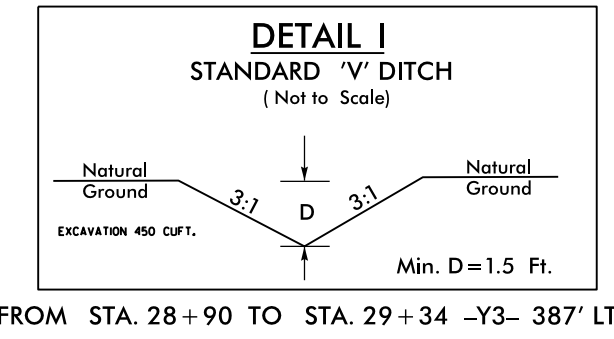 DETAIL I
STANDARD 'V' DITCH
( Not to Scale)
Natural
Ground
3:1
D
3:1
Natural
Ground
EXCAVATION 450 CUFT.
Min. D=1.5 Ft.
FROM STA. 28+90 TO STA. 29+34 -Y3- 387' LT